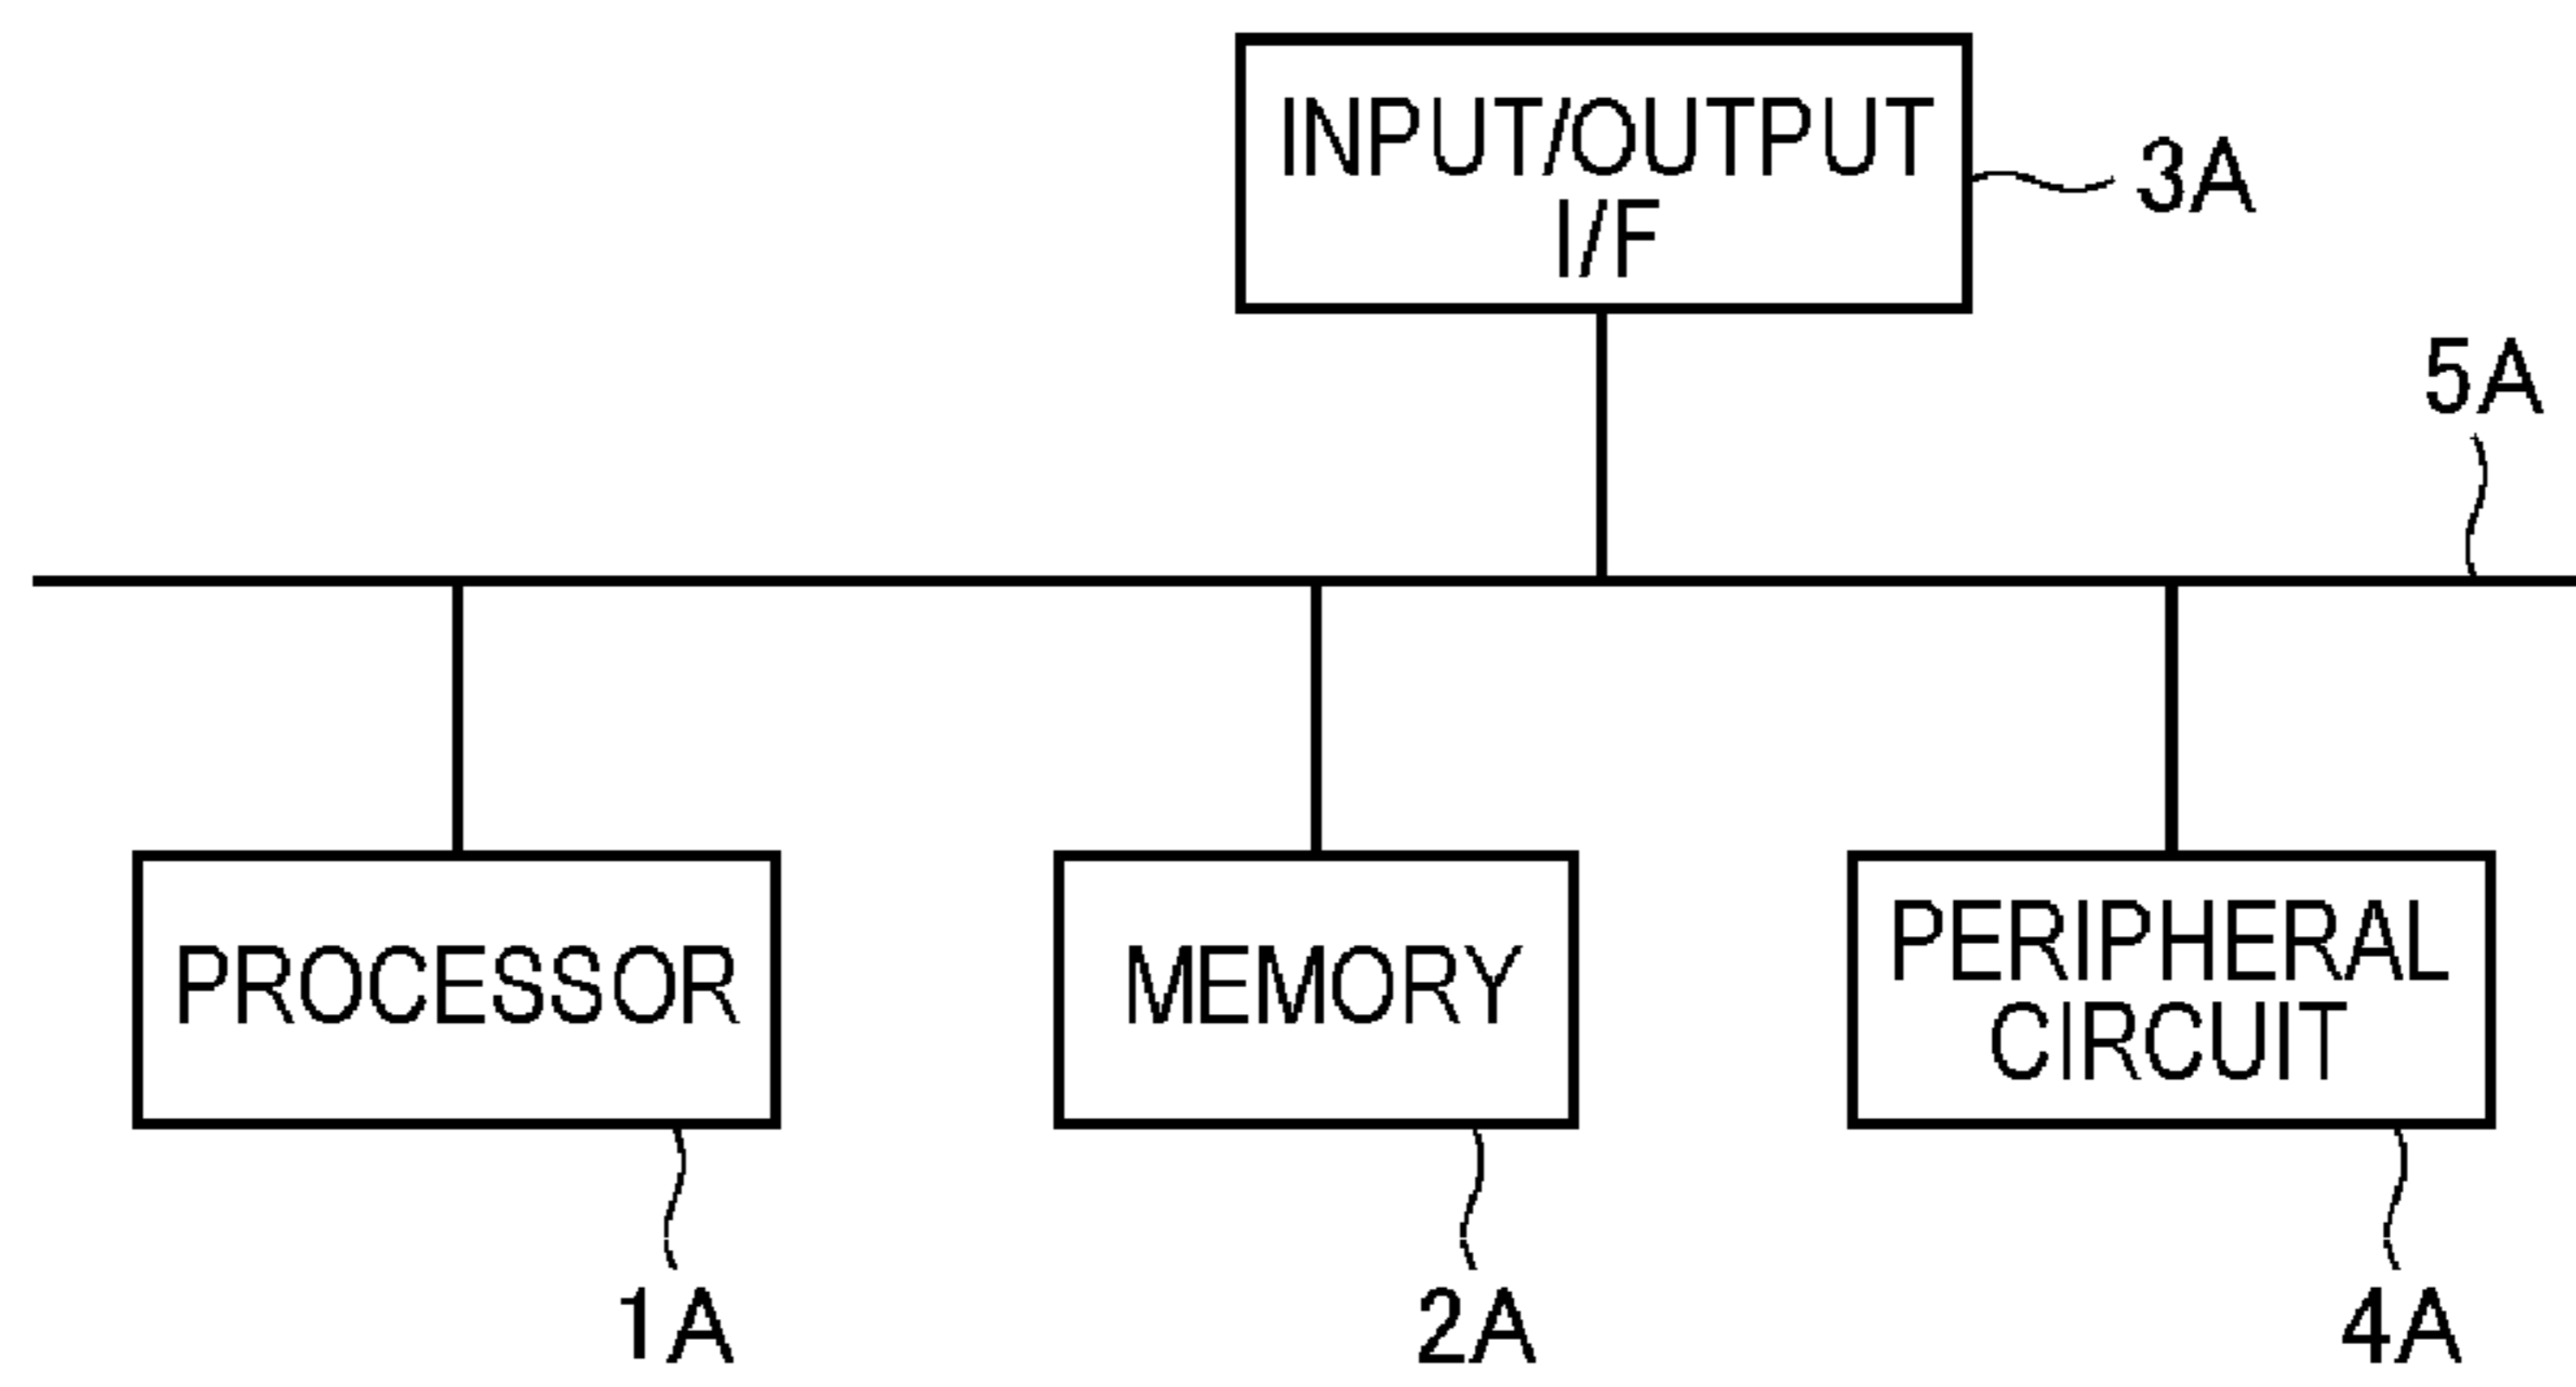 INPUT/OUTPUT
I/F
3A
5A
PROCESSOR
MEMORY
PERIPHERAL
CIRCUIT
1A
2A
4A